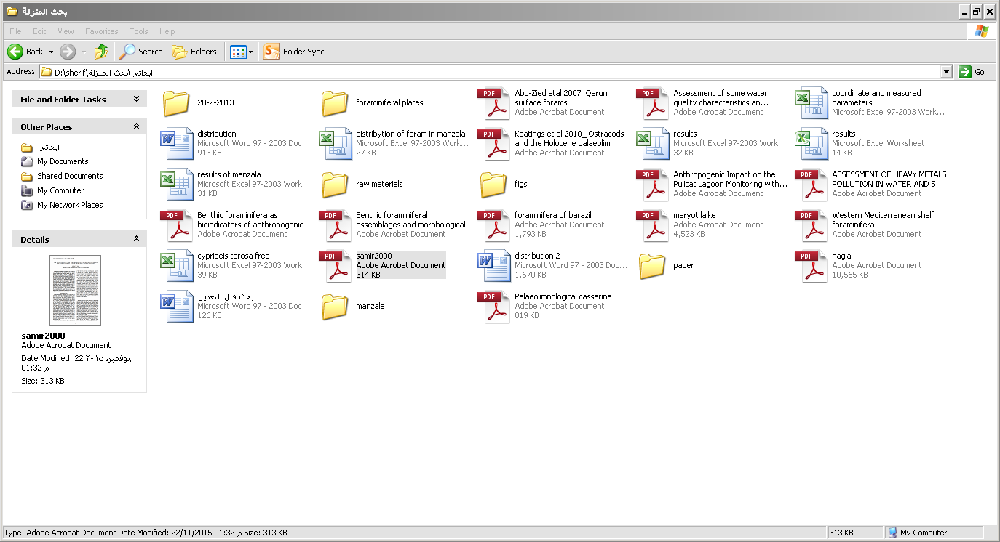 بحث المنزلة
File Edit View Favorites Tools Help
Back Search Folders Folder Sync
Address D:\sherif\ابحاثي\بحث المنزلة Go
File and Folder Tasks
Other Places
ابحاثي
My Documents
Shared Documents
My Computer
My Network Places
Details
samir2000
Adobe Acrobat Document
Date Modified: 22 نوفمبر، ٢٠١٥,
01:32 م
Size: 313 KB
28-2-2013
foraminiferal plates
PDF
Abu-Zied etal 2007_Qarun
surface forams
Adobe Acrobat Document
PDF
Assessment of some water
quality characteristics an...
Adobe Acrobat Document
coordinate and measured
parameters
Microsoft Excel 97-2003 Work...
distribution
Microsoft Word 97 - 2003 Doc...
913 KB
distribytion of foram in manzala
Microsoft Excel 97-2003 Work...
27 KB
PDF
Keatings et al 2010_ Ostracods
and the Holocene palaeolimn...
Adobe Acrobat Document
results
Microsoft Excel 97-2003 Work...
32 KB
results
Microsoft Excel Worksheet
14 KB
results of manzala
Microsoft Excel 97-2003 Work...
31 KB
raw materials
figs
PDF
Anthropogenic Impact on the
Pulicat Lagoon Monitoring with...
Adobe Acrobat Document
PDF
ASSESSMENT OF HEAVY METALS
POLLUTION IN WATER AND S...
Adobe Acrobat Document
PDF
Benthic foraminifera as
bioindicators of anthropogenic
Adobe Acrobat Document
PDF
Benthic foraminiferal
assemblages and morphological
Adobe Acrobat Document
PDF
foraminifera of barazil
Adobe Acrobat Document
1,793 KB
PDF
maryot lalke
Adobe Acrobat Document
4,523 KB
PDF
Western Mediterranean shelf
foraminifera
Adobe Acrobat Document
cyprideis torosa freq
Microsoft Excel 97-2003 Work...
39 KB
PDF
samir2000
Adobe Acrobat Document
314 KB
distribution 2
Microsoft Word 97 - 2003 Doc...
1,670 KB
paper
PDF
nagia
Adobe Acrobat Document
10,565 KB
بحث قبل التعديل
Microsoft Word 97 - 2003 Doc...
126 KB
manzala
PDF
Palaeolimnological cassarina
Adobe Acrobat Document
819 KB
Type: Adobe Acrobat Document Date Modified: 22/11/2015 01:32 م Size: 313 KB
313 KB
My Computer